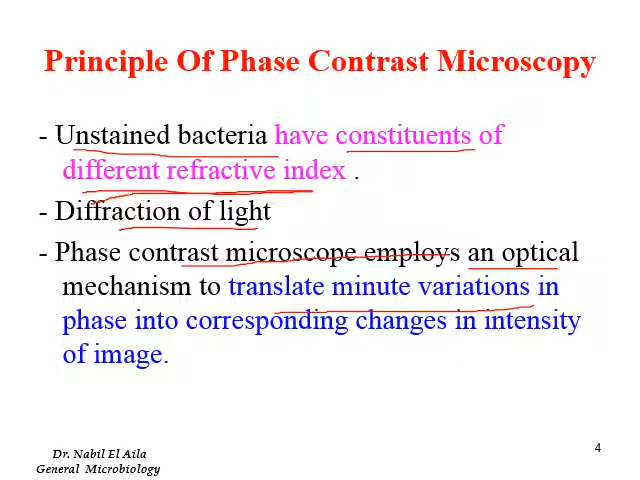 Principle Of Phase Contrast Microscopy
- Unstained bacteria have constituents of
different refractive index .
- Diffraction of light
- Phase contrast microscope employs an optical
mechanism to translate minute variations in
phase into corresponding changes in intensity
of image.
Dr. Nabil El Aila
General Microbiology
4